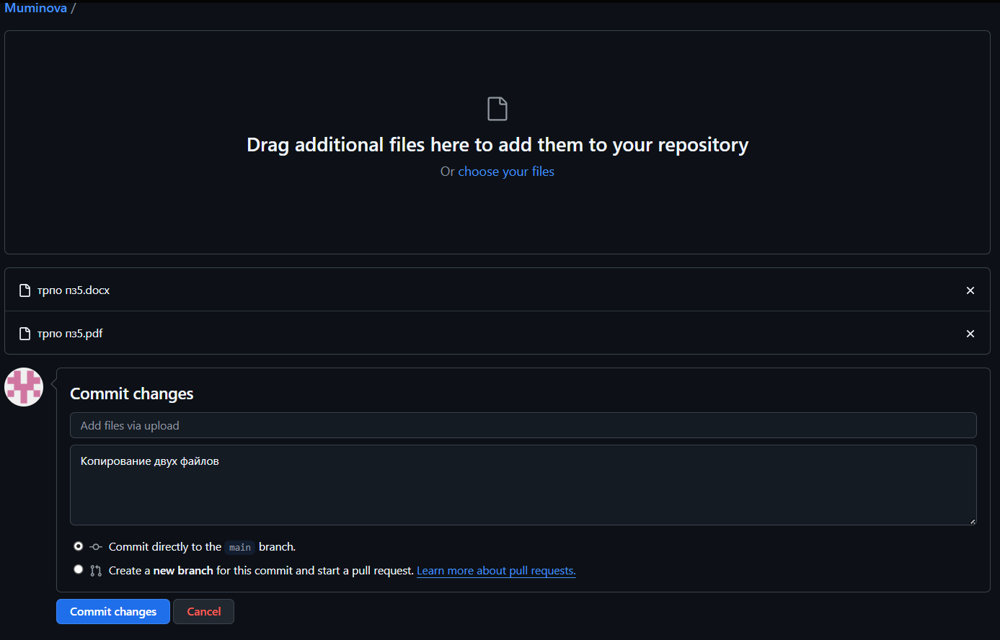 Muminova /
Drag additional files here to add them to your repository
Or choose your files
трпо пз5.docx
трпо пз5.pdf
Commit changes
Add files via upload
Копирование двух файлов
Commit directly to the main branch.
Create a new branch for this commit and start a pull request. Learn more about pull requests.
Commit changes Cancel